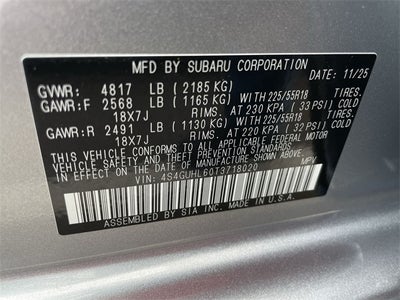 MFD BY SUBARU CORPORATION
DATE: 11/25
GVWR: 4817 LB (2185 KG)
GAWR:F 2568 LB (1165 KG) WITH 225/55R18 TIRES.
18X7J RIMS. AT 230 KPA (33 PSI) COLD
GAWR:R 2491 LB (1130 KG) WITH 225/55R18 TIRES.
18X7J RIMS. AT 220 KPA (32 PSI) COLD
THIS VEHICLE CONFORMS TO ALL APPLICABLE FEDERAL MOTOR
VEHICLE SAFETY AND THEFT PREVENTION STANDARDS IN EFFECT
ON THE DATE OF MANUFACTURE SHOWN ABOVE.
VIN: 4S4GUHL60T3718020 MPV
ASSEMBLED BY SIA INC. MADE IN U.S.A.